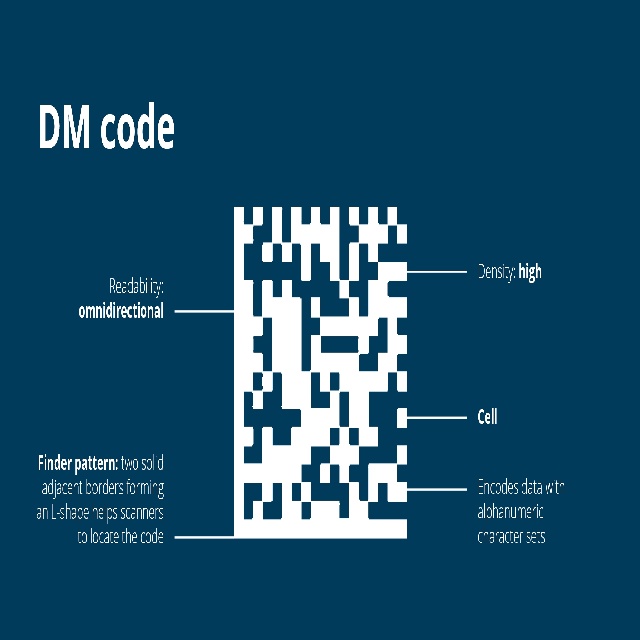 DM code
Readability:
omnidirectional
Finder pattern: two solid
adjacent borders forming
an L-shape helps scanners
to locate the code
Density: high
Cell
Encodes data with
alphanumeric
character sets